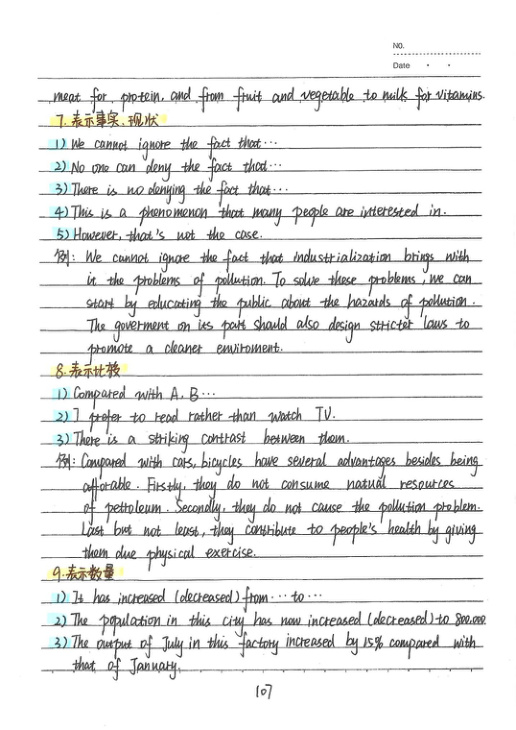 NO.
Date
meat for protein, and from fruit and vegetable to milk for vitamins.
7. 表示事实、现状
1) We cannot ignore the fact that…
2) No one can deny the fact that…
3) There is no denying the fact that…
4) This is a phenomenon that many people are interested in.
5) However, that's not the case.
例: We cannot ignore the fact that industrialization brings with
it the problems of pollution. To solve these problems, we can
start by educating the public about the hazards of pollution.
The goverment on its part should also design stricter laws to
promote a cleaner enviroment.
8. 表示比较
1) Compared with A, B…
2) I prefer to read rather than watch TV.
3) There is a striking contrast between them.
例: Compared with cars, bicycles have several advantages besides being
afforable. Firstly, they do not consume natural resources
of petroleum. Secondly, they do not cause the pollution problem.
Last but not least, they contribute to people's health by giving
them due physical exercise.
9. 表示数量
1) It has increased (decreased) from…to…
2) The population in this city has now increased (decreased) to 800.000
3) The output of July in this factory increased by 15% compared with
that of January.
107